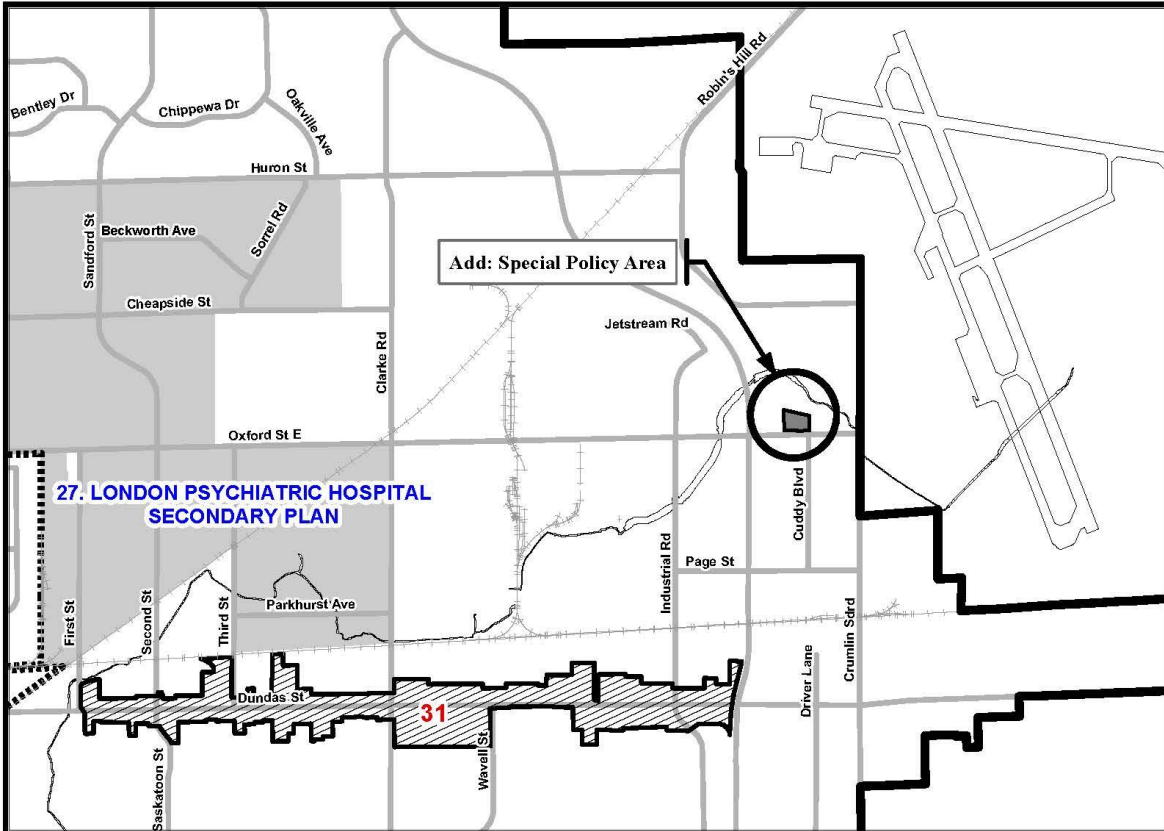 Robin's Hill Rd
Bentley Dr
Chippewa Dr
Oakville Ave
Huron St
Sandford St
Beckworth Ave
Sorrel Rd
Add: Special Policy Area
Cheapside St
Jetstream Rd
Clarke Rd
Oxford St E
27. LONDON PSYCHIATRIC HOSPITAL
SECONDARY PLAN
Cuddy Blvd
Industrial Rd
Page St
First St
Second St
Third St
Parkhurst Ave
Crumlin Sdrd
Driver Lane
Dundas St
31
Wavell St
Saskatoon St